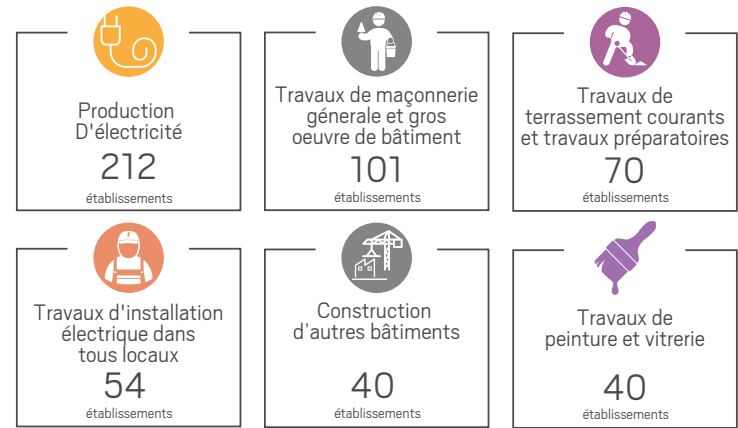 Production
D'électricité
212
établissements
Travaux de maçonnerie
génerale et gros
oeuvre de bâtiment
101
établissements
Travaux de
terrassement courants
et travaux préparatoires
70
établissements
Travaux d'installation
électrique dans
tous locaux
54
établissements
Construction
d’autres bâtiments
40
établissements
Travaux de
peinture et vitrerie
40
établissements